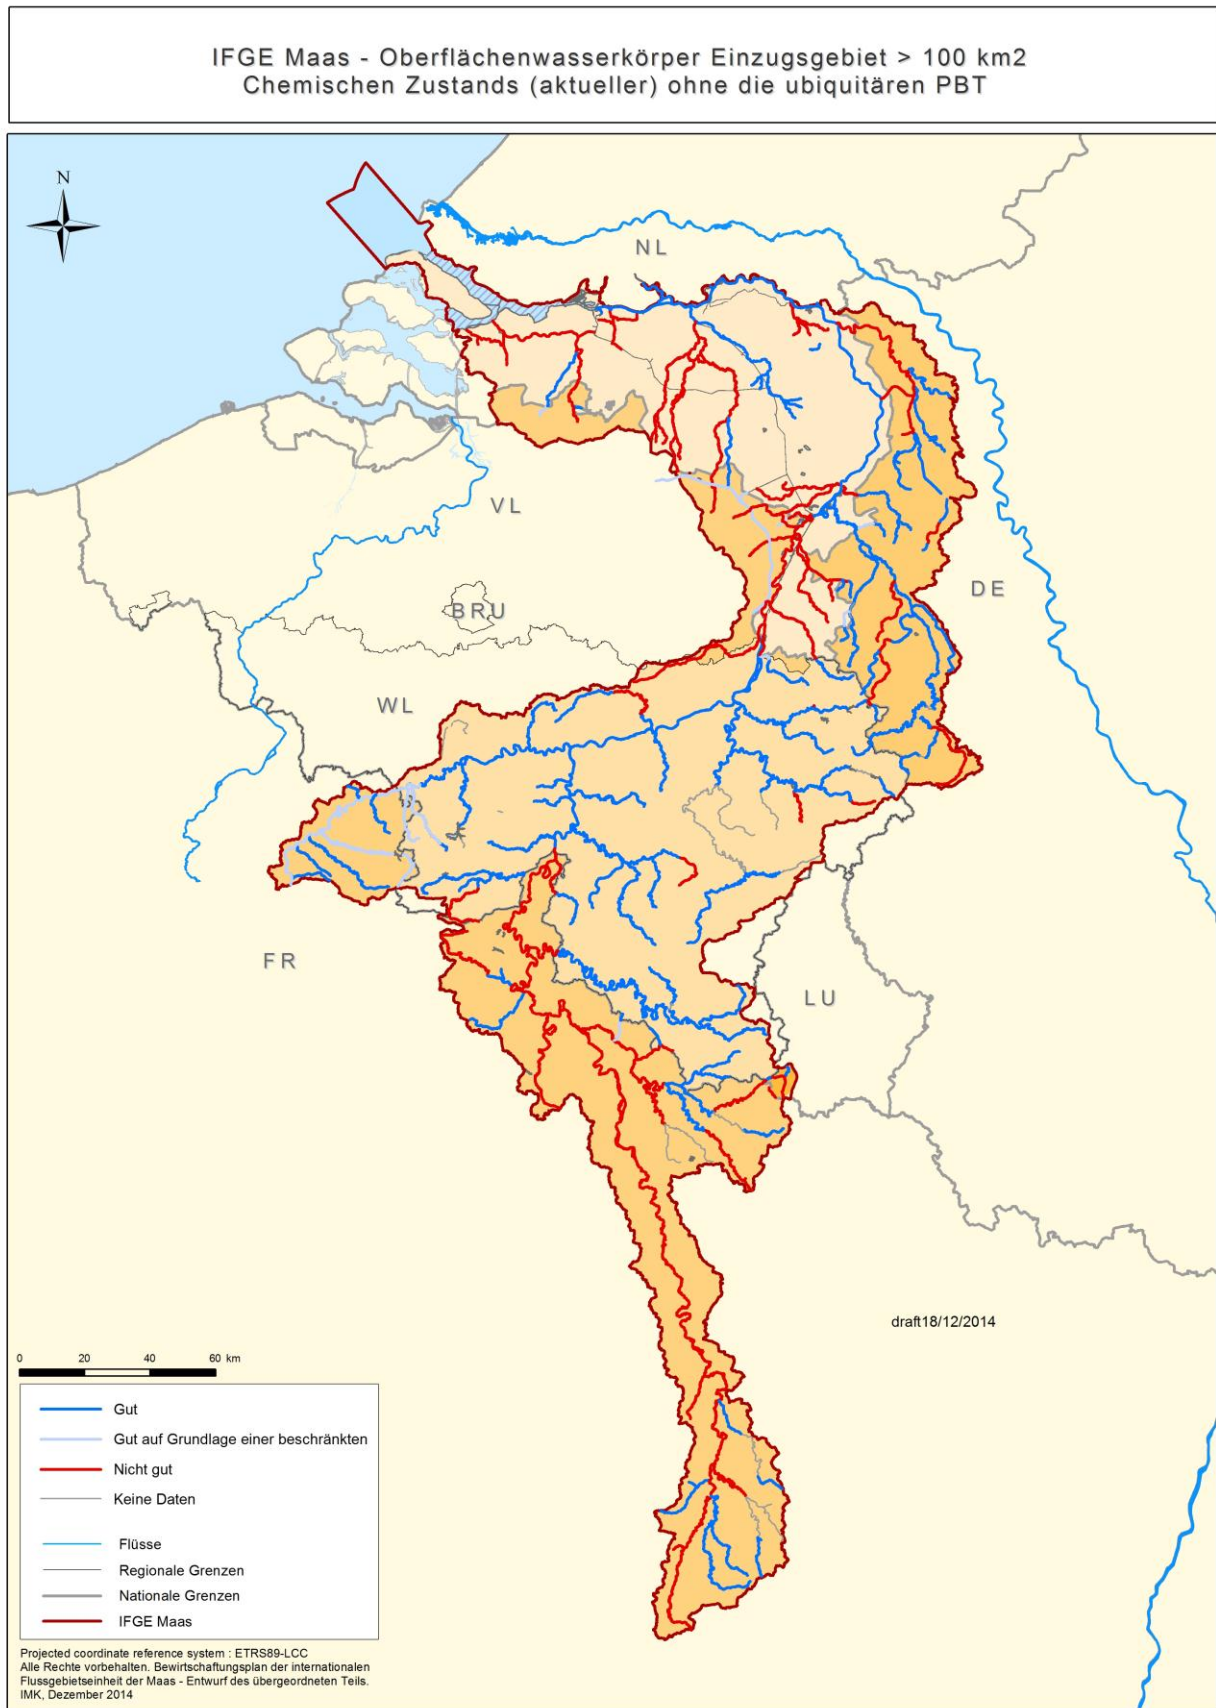 IFGE Maas - Oberflächenwasserkörper Einzugsgebiet > 100 km2
Chemischen Zustands (aktueller) ohne die ubiquitären PBT
N
NL
VL
BRU
DE
WL
FR
LU
draft18/12/2014
0 20 40 60 km
Gut
Gut auf Grundlage einer beschränkten
Nicht gut
Keine Daten
Flüsse
Regionale Grenzen
Nationale Grenzen
IFGE Maas
Projected coordinate reference system : ETRS89-LCC
Alle Rechte vorbehalten. Bewirtschaftungsplan der internationalen
Flussgebietseinheit der Maas - Entwurf des übergeordneten Teils.
IMK, Dezember 2014